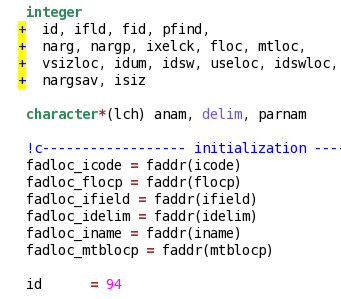 integer
+ id, ifld, fid, pfind,
+ narg, nargp, ixelck, floc, mtloc,
+ vsizloc, idum, idsw, useloc, idswloc,
+ nargsav, isiz
character*(lch) anam, delim, parnam
!c------------------ initialization ----
fadloc_icode = faddr(icode)
fadloc_flocp = faddr(flocp)
fadloc_ifield = faddr(ifield)
fadloc_idelim = faddr(idelim)
fadloc_iname = faddr(iname)
fadloc_mtblocp = faddr(mtblocp)
id = 94